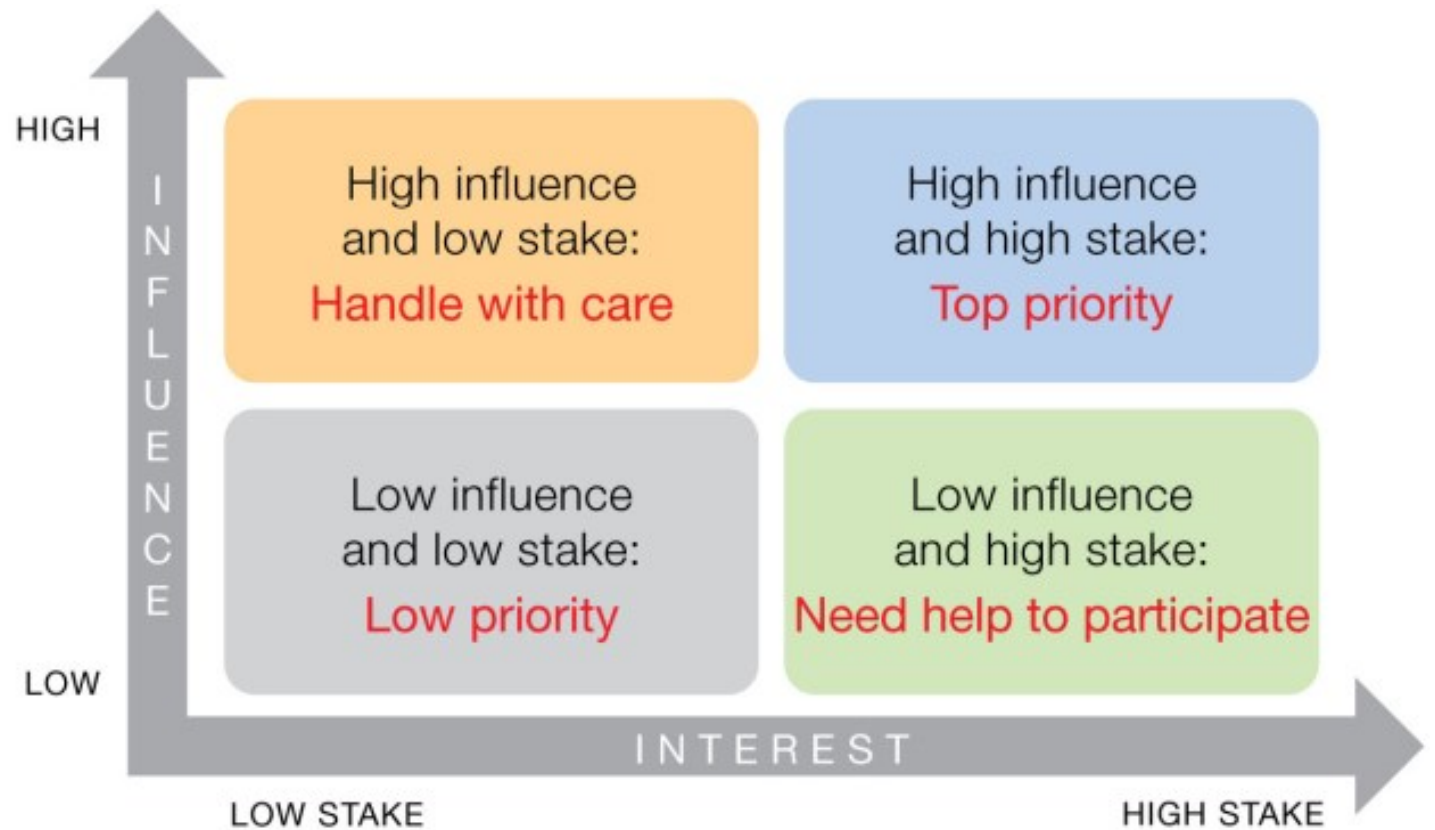 HIGH
INFLUENCE
High influence
and low stake:
Handle with care
High influence
and high stake:
Top priority
Low influence
and low stake:
Low priority
Low influence
and high stake:
Need help to participate
LOW
INTEREST
LOW STAKE
HIGH STAKE